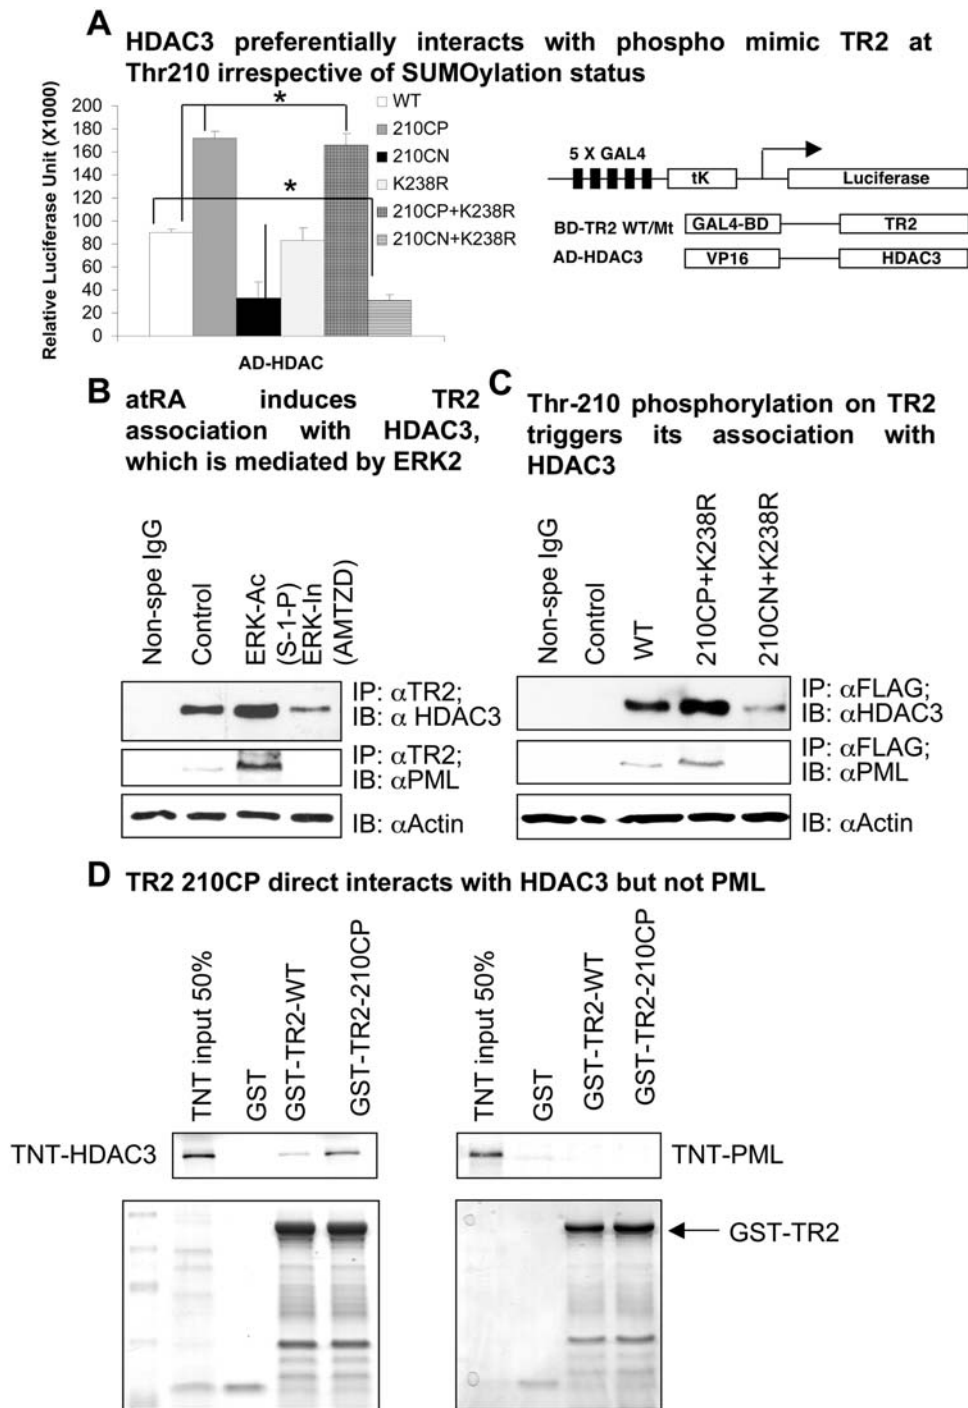 A
HDAC3 preferentially interacts with phospho mimic TR2 at
Thr210 irrespective of SUMOylation status
Relative Luciferase Unit (X1000)
200
180
160
140
120
100
80
60
40
20
0
*
*
WT
210CP
210CN
K238R
210CP+K238R
210CN+K238R
AD-HDAC
5 X GAL4
tK
Luciferase
BD-TR2 WT/Mt
GAL4-BD
TR2
AD-HDAC3
VP16
HDAC3
B
atRA induces TR2
association with HDAC3,
which is mediated by ERK2
Non-spe IgG
Control
ERK-Ac
(S-1-P)
ERK-In
(AMTZD)
IP: αTR2;
IB: α HDAC3
IP: αTR2;
IB: αPML
IB: αActin
C
Thr-210 phosphorylation on TR2
triggers its association with
HDAC3
Non-spe IgG
Control
WT
210CP+K238R
210CN+K238R
IP: αFLAG;
IB: αHDAC3
IP: αFLAG;
IB: αPML
IB: αActin
D
TR2 210CP direct interacts with HDAC3 but not PML
TNT input 50%
GST
GST-TR2-WT
GST-TR2-210CP
TNT-HDAC3
TNT input 50%
GST
GST-TR2-WT
GST-TR2-210CP
TNT-PML
GST-TR2